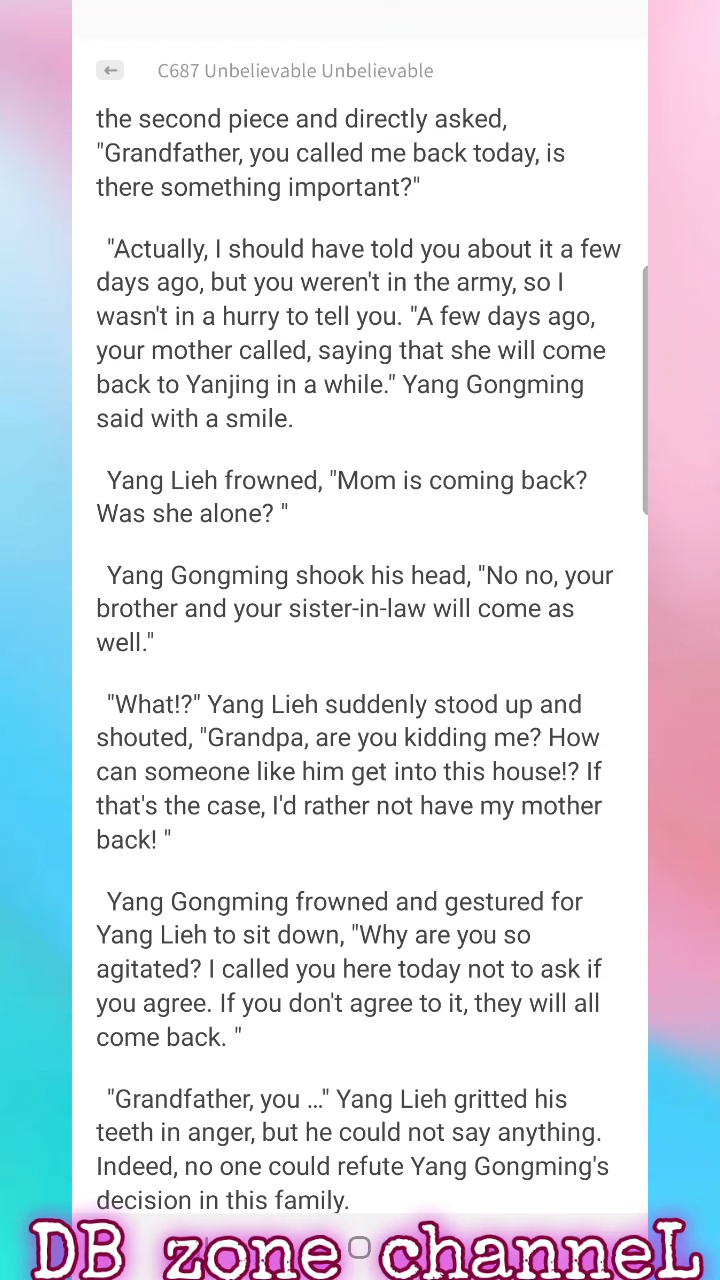 C687 Unbelievable Unbelievable
the second piece and directly asked,
"Grandfather, you called me back today, is
there something important?"
"Actually, I should have told you about it a few
days ago, but you weren't in the army, so I
wasn't in a hurry to tell you. "A few days ago,
your mother called, saying that she will come
back to Yanjing in a while." Yang Gongming
said with a smile.
Yang Lieh frowned, "Mom is coming back?
Was she alone? "
Yang Gongming shook his head, "No no, your
brother and your sister-in-law will come as
well."
"What!?" Yang Lieh suddenly stood up and
shouted, "Grandpa, are you kidding me? How
can someone like him get into this house!? If
that's the case, I'd rather not have my mother
back! "
Yang Gongming frowned and gestured for
Yang Lieh to sit down, "Why are you so
agitated? I called you here today not to ask if
you agree. If you don't agree to it, they will all
come back. "
"Grandfather, you …" Yang Lieh gritted his
teeth in anger, but he could not say anything.
Indeed, no one could refute Yang Gongming's
decision in this family.
DB zone channeL